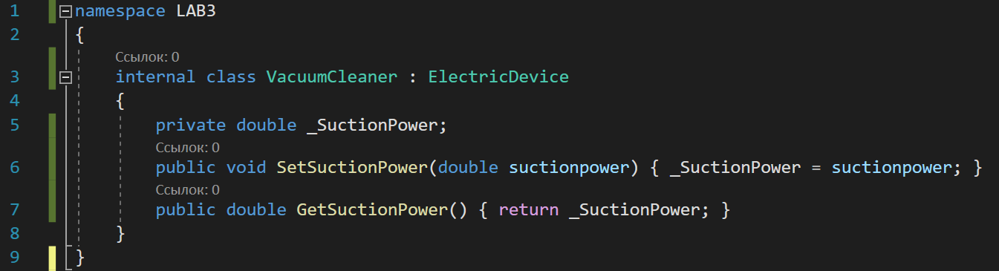 1 namespace LAB3
2 {
Ссылок: 0
3 internal class VacuumCleaner : ElectricDevice
4 {
5 private double _SuctionPower;
Ссылок: 0
6 public void SetSuctionPower(double suctionpower) { _SuctionPower = suctionpower; }
Ссылок: 0
7 public double GetSuctionPower() { return _SuctionPower; }
8 }
9 }